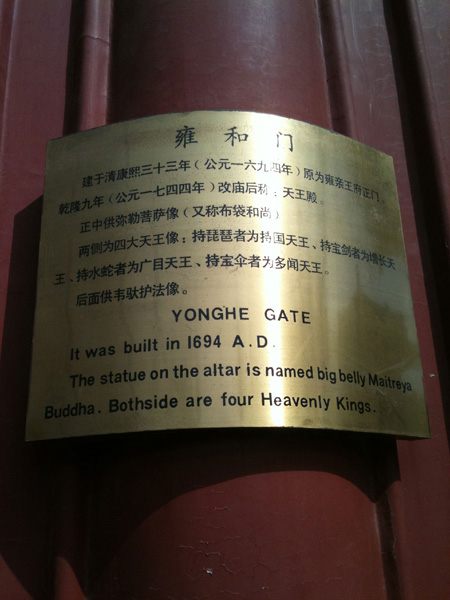 雍和门
建于清康熙三十三年（公元一六九四年）原为雍亲王府正门，
乾隆九年（公元一七四四年）改庙后称：天王殿。
正中供弥勒菩萨像（又称布袋和尚）
两侧为四大天王像：持琵琶者为持国天王、持宝剑者为增长天
王、持水蛇者为广目天王、持宝伞者为多闻天王。
后面供韦驮护法像。
YONGHE GATE
It was built in 1694 A.D.
The statue on the altar is named big belly Maitreya
Buddha. Bothside are four Heavenly Kings.